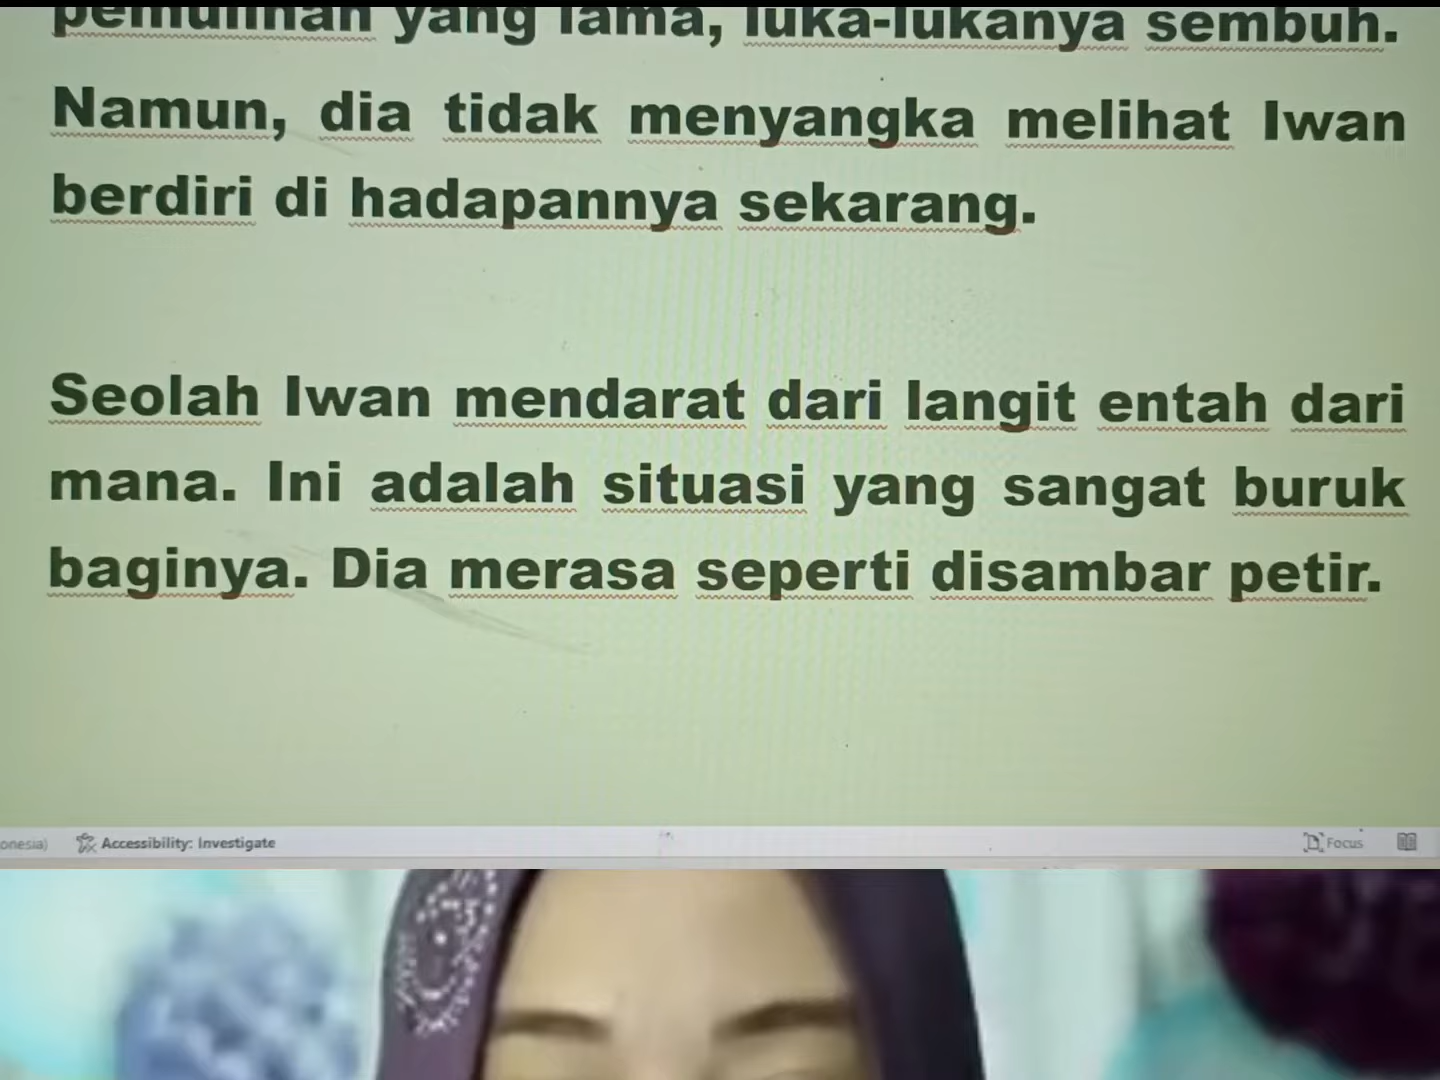 pemulihan yang lama, luka-lukanya sembuh.
Namun, dia tidak menyangka melihat Iwan
berdiri di hadapannya sekarang.
Seolah Iwan mendarat dari langit entah dari
mana. Ini adalah situasi yang sangat buruk
baginya. Dia merasa seperti disambar petir.
onesia) Accessibility: Investigate Focus